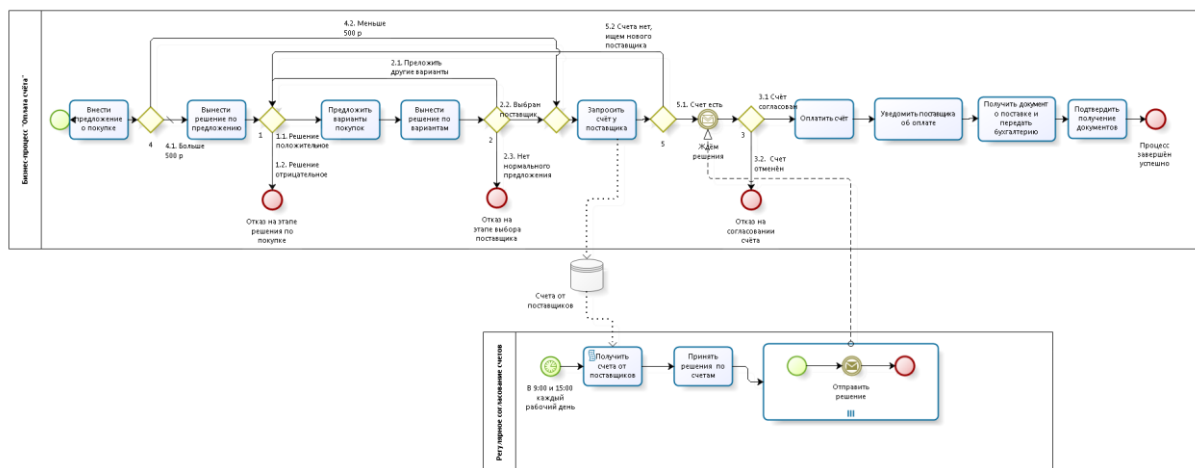 Бизнес-процесс "Оплата счёта"
4.2. Меньше
500 р
5.2 Счета нет,
ищем нового
поставщика
2.1. Преложить
другие варианты
Внести
предложение
о покупке
4
4.1. Больше
500 р
Вынести
решение по
предложению
1
1.1. Решение
положительное
1.2. Решение
отрицательное
Отказ на этапе
решения по
покупке
Предложить
варианты
покупок
Вынести
решение по
вариантам
2
2.2. Выбран
поставщик
2.3. Нет
нормального
предложения
Отказ на
этапе выбора
поставщика
Запросить
счёт у
поставщика
5
5.1. Счет есть
Ждём
решения
3
3.1 Счёт
согласован
3.2. Счет
отменён
Отказ на
согласовании
счёта
Оплатить счёт
Уведомить поставщика
об оплате
Получить документ
о поставке и
передать
бухгалтерию
Подтвердить
получение
документов
Процесс
завершён
успешно
Счета от
поставщиков
Регулярное согласование счетов
В 9:00 и 15:00
каждый
рабочий день
Получить
счета от
поставщиков
Принять
решения по
счетам
Отправить
решение